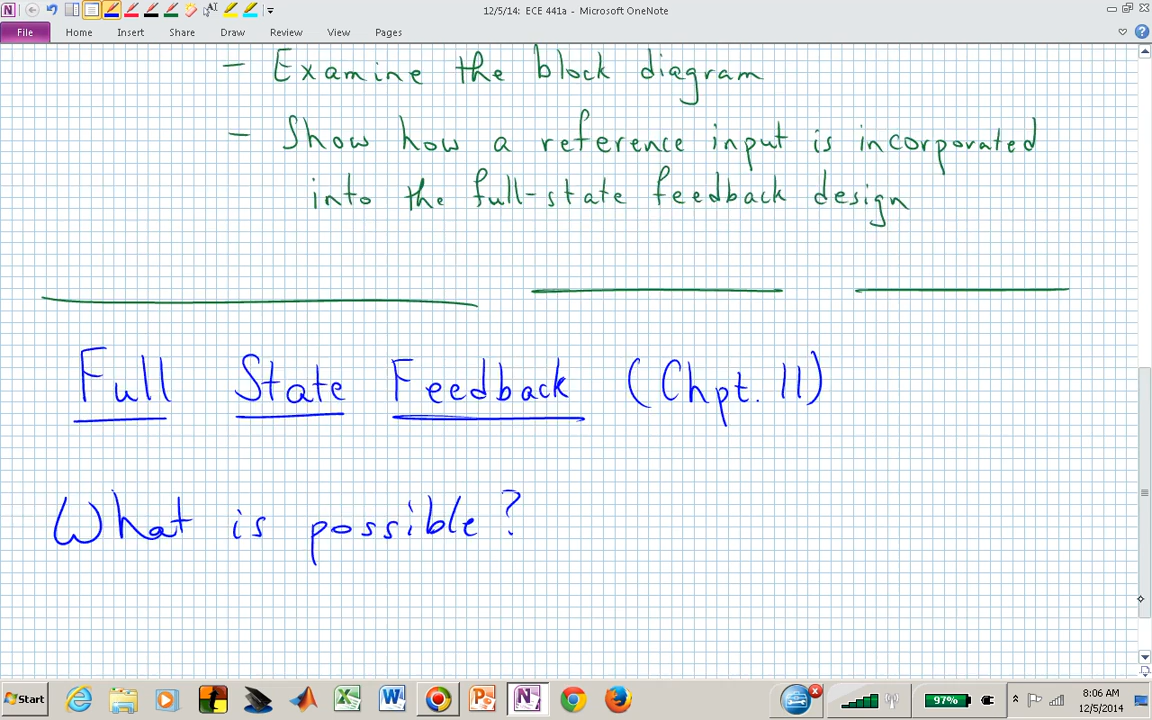 12/5/14: ECE 441a - Microsoft OneNote
File Home Insert Share Draw Review View Pages
- Examine the block diagram
- Show how a reference input is incorporated
into the full-state feedback design
Full State Feedback (Chpt. 11)
What is possible?
Start
97%
8:06 AM
12/5/2014